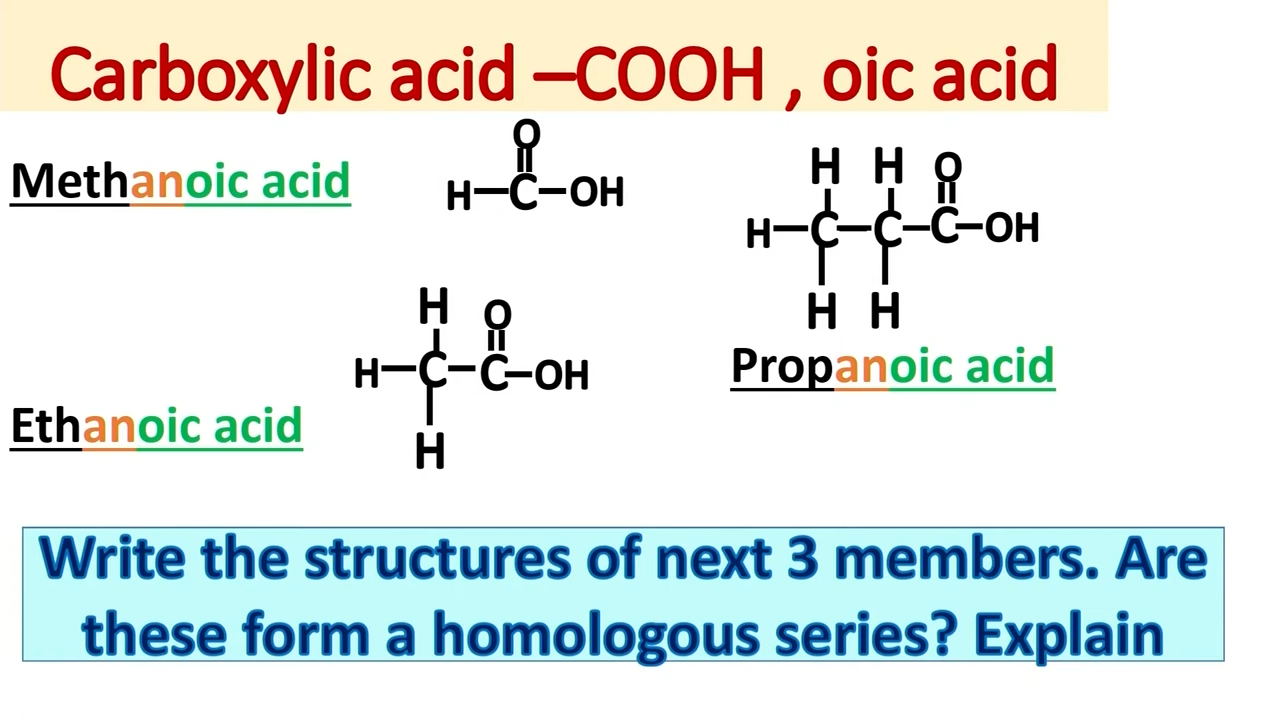 Carboxylic acid –COOH , oic acid
Methanoic acid
O
H–C–OH
H H O
H–C–C–C–OH
H H
Propanoic acid
H O
H–C–C–OH
H
Ethanoic acid
Write the structures of next 3 members. Are
these form a homologous series? Explain